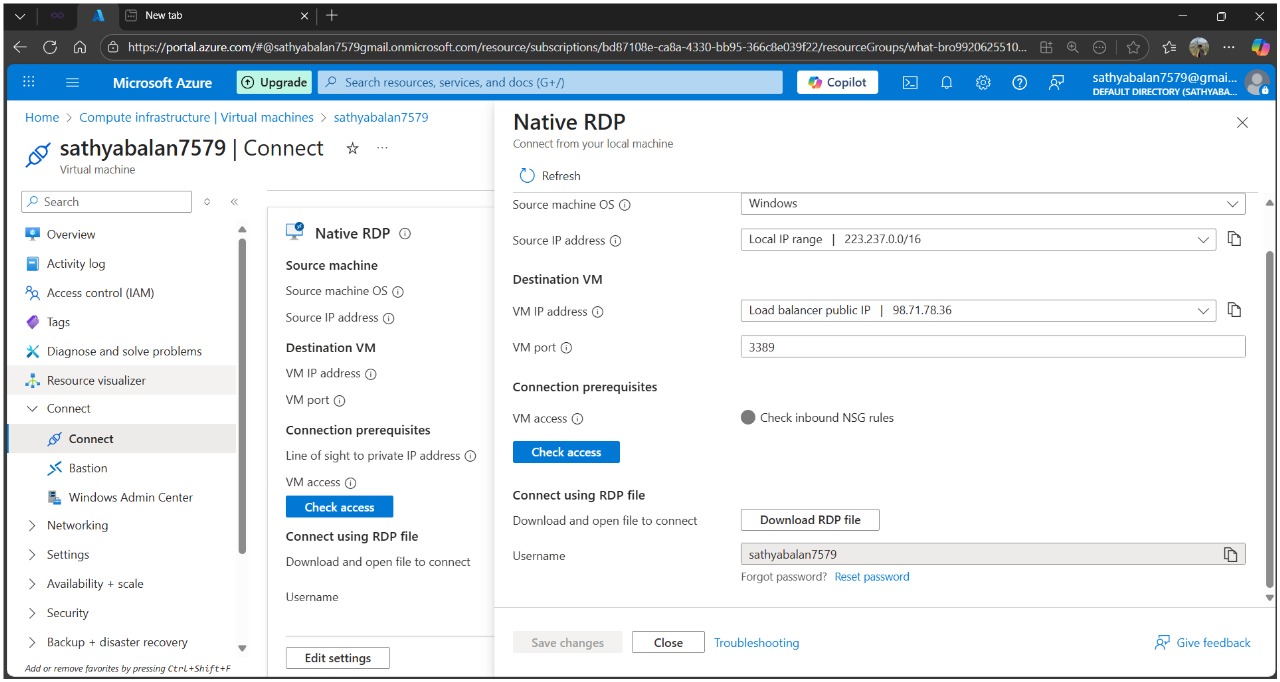 New tab
https://portal.azure.com/#@sathyabalan7579gmail.onmicrosoft.com/resource/subscriptions/bd87108e-ca8a-4330-bb95-366c8e039f22/resourceGroups/what-bro9920625510...
Microsoft Azure
Upgrade
Search resources, services, and docs (G+/)
Copilot
sathyabalan7579@gmai...
DEFAULT DIRECTORY (SATHYABA...
Home > Compute infrastructure | Virtual machines > sathyabalan7579
sathyabalan7579 | Connect
Virtual machine
Search
Overview
Activity log
Access control (IAM)
Tags
Diagnose and solve problems
Resource visualizer
Connect
Connect
Bastion
Windows Admin Center
Networking
Settings
Availability + scale
Security
Backup + disaster recovery
Add or remove favorites by pressing Ctrl+Shift+F
Native RDP
Source machine
Source machine OS
Source IP address
Destination VM
VM IP address
VM port
Connection prerequisites
Line of sight to private IP address
VM access
Check access
Connect using RDP file
Download and open file to connect
Username
Edit settings
Native RDP
Connect from your local machine
Refresh
Source machine OS Windows
Source IP address Local IP range | 223.237.0.0/16
Destination VM
VM IP address Load balancer public IP | 98.71.78.36
VM port 3389
Connection prerequisites
VM access Check inbound NSG rules
Check access
Connect using RDP file
Download and open file to connect Download RDP file
Username sathyabalan7579
Forgot password? Reset password
Save changes Close Troubleshooting Give feedback